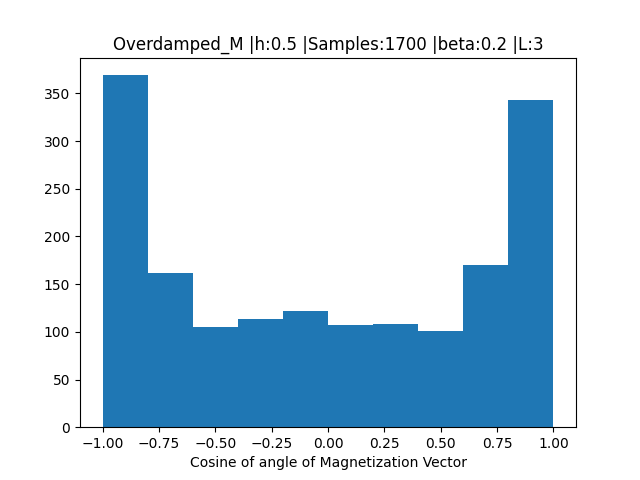 Overdamped_M |h:0.5 |Samples:1700 |beta:0.2 |L:3
350
300
250
200
150
100
50
0
−1.00 −0.75 −0.50 −0.25 0.00 0.25 0.50 0.75 1.00
Cosine of angle of Magnetization Vector